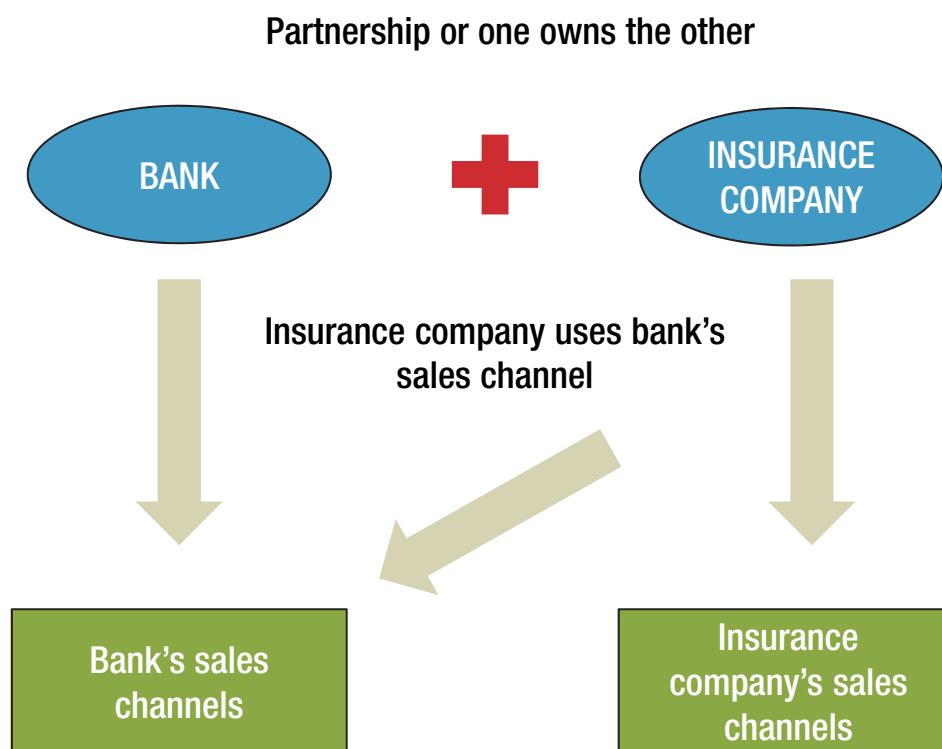 Partnership or one owns the other
BANK
INSURANCE
COMPANY
Insurance company uses bank’s
sales channel
Bank’s sales
channels
Insurance
company’s sales
channels